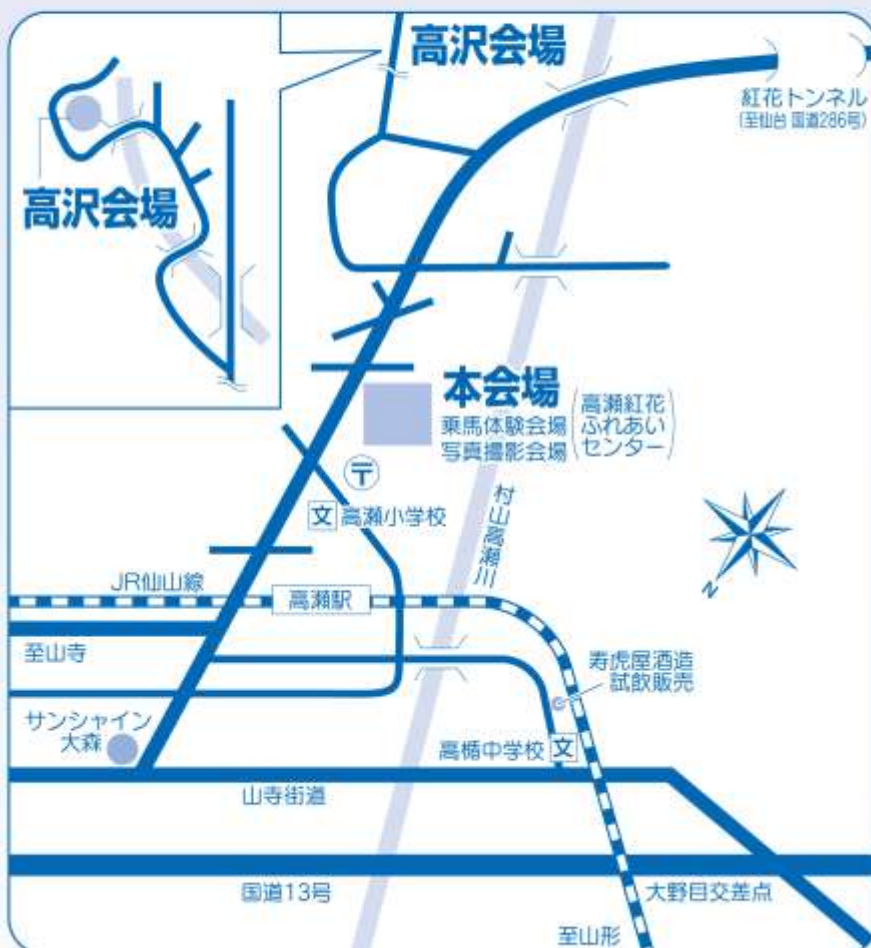 高沢会場
紅花トンネル
(至仙台 国道286号)
高沢会場
本会場
乗馬体験会場
写真撮影会場
高瀬紅花
ふれあい
センター
〒
文 高瀬小学校
村山高瀬川
N
JR仙山線
高瀬駅
至山寺
寿虎屋酒造
試飲販売
サンシャイン
大森
高楯中学校 文
山寺街道
国道13号
大野目交差点
至山形